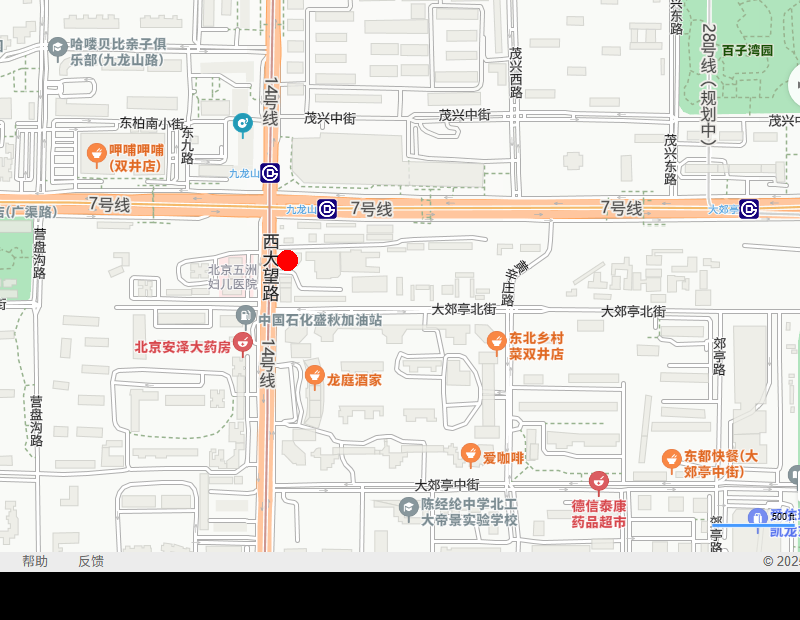 哈喽贝比亲子俱
乐部(九龙山路)
14号线
东柏南小街
东九路
呷哺呷哺
(双井店)
茂兴中街
茂兴中街
茂兴西路
兴东路
28号线（规划中）
百子湾园
茂兴中
茂兴东路
九龙山
九龙山
7号线
7号线
7号线
大郊亭
(广渠路)
营盘沟路
街
西大望路
北京五洲
妇儿医院
黄辛庄路
大郊亭北街
大郊亭北街
中国石化盛秋加油站
北京安泽大药房
14号线
东北乡村
菜双井店
郊亭路
龙庭酒家
营盘沟路
爱咖啡
东都快餐(大
郊亭中街)
大郊亭中街
德信泰康
药品超市
陈经纶中学北工
大帝景实验学校
郊亭路
凯龙
帮助
反馈